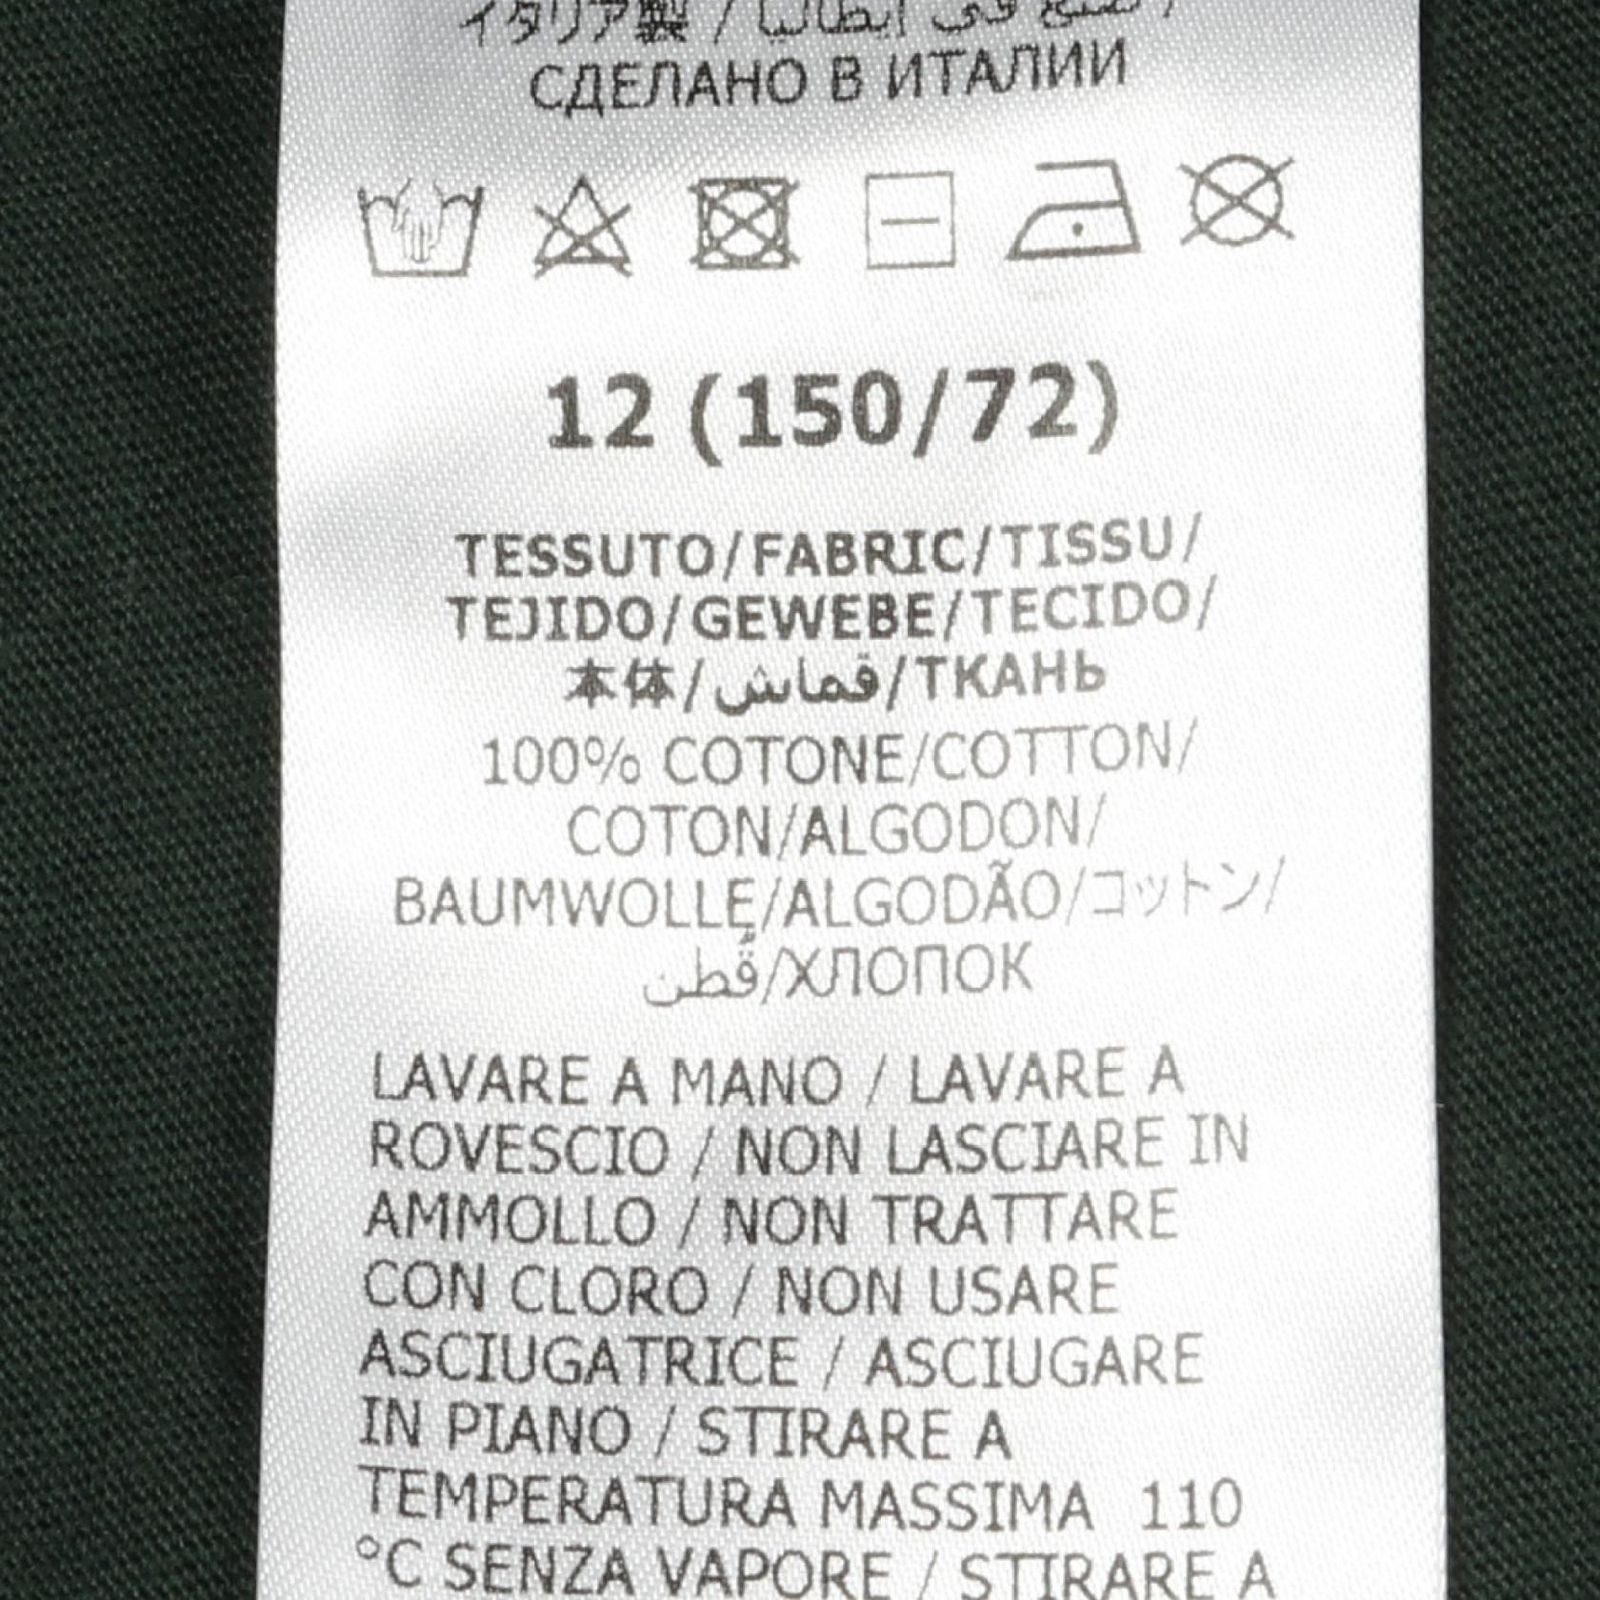 イタリア製 / صنع في إيطاليا /
СДЕЛАНО В ИТАЛИИ
12 (150/72)
TESSUTO/FABRIC/TISSU/
TEJIDO/GEWEBE/TECIDO/
本体/قماش/ТКАНЬ
100% COTONE/COTTON/
COTON/ALGODON/
BAUMWOLLE/ALGODÃO/コットン/
قُطن/ХЛОПОК
LAVARE A MANO / LAVARE A
ROVESCIO / NON LASCIARE IN
AMMOLLO / NON TRATTARE
CON CLORO / NON USARE
ASCIUGATRICE / ASCIUGARE
IN PIANO / STIRARE A
TEMPERATURA MASSIMA 110
°C SENZA VAPORE / STIRARE A